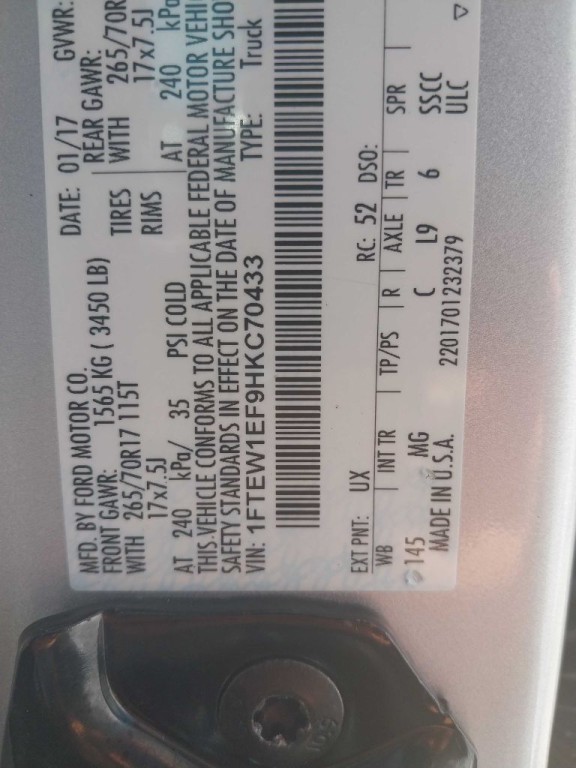 MFD. BY FORD MOTOR CO. DATE: 01/17 GVWR:
FRONT GAWR: 1565 KG ( 3450 LB) REAR GAWR:
WITH 265/70R17 115T TIRES WITH 265/70R
17x7.5J RIMS 17x7.5J
AT 240 kPa/ 35 PSI COLD AT 240 kPa
THIS VEHICLE CONFORMS TO ALL APPLICABLE FEDERAL MOTOR VEHI
SAFETY STANDARDS IN EFFECT ON THE DATE OF MANUFACTURE SHO
VIN: 1FTEW1EF9HKC70433 TYPE: Truck
EXT PNT: UX RC: 52 DSO:
WB INT TR TP/PS R AXLE TR SPR
145 MG C L9 6 SSCC
MADE IN U.S.A. 2201701232379 ULC